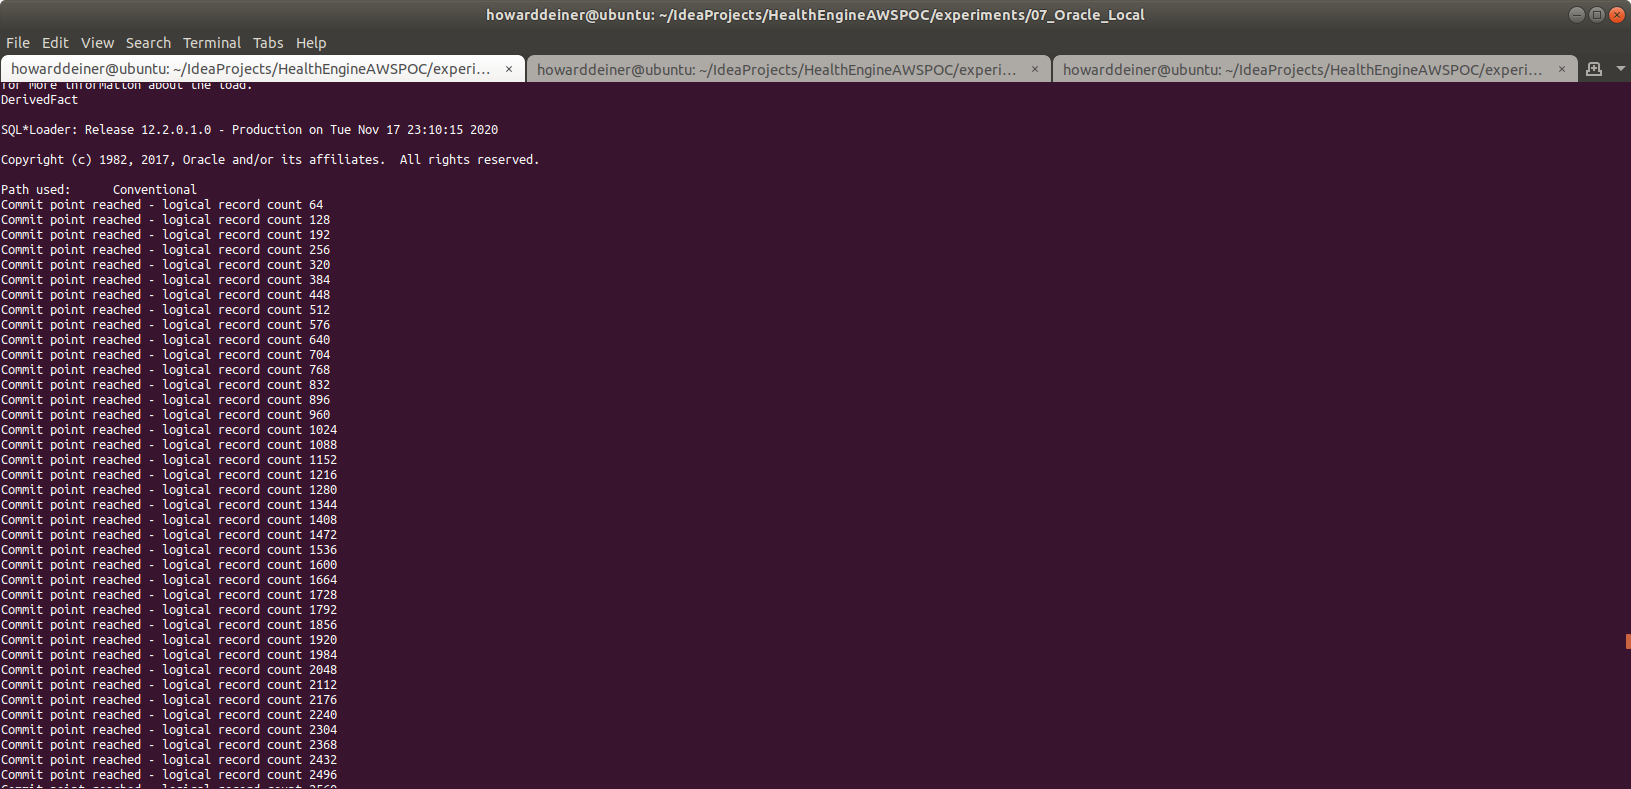 howarddeiner@ubuntu: ~/IdeaProjects/HealthEngineAWSPOC/experiments/07_Oracle_Local
File Edit View Search Terminal Tabs Help
howarddeiner@ubuntu: ~/IdeaProjects/HealthEngineAWSPOC/experi... × howarddeiner@ubuntu: ~/IdeaProjects/HealthEngineAWSPOC/experi... × howarddeiner@ubuntu: ~/IdeaProjects/HealthEngineAWSPOC/experi... ×
for more information about the load.
DerivedFact
SQL*Loader: Release 12.2.0.1.0 - Production on Tue Nov 17 23:10:15 2020
Copyright (c) 1982, 2017, Oracle and/or its affiliates.  All rights reserved.
Path used:      Conventional
Commit point reached - logical record count 64
Commit point reached - logical record count 128
Commit point reached - logical record count 192
Commit point reached - logical record count 256
Commit point reached - logical record count 320
Commit point reached - logical record count 384
Commit point reached - logical record count 448
Commit point reached - logical record count 512
Commit point reached - logical record count 576
Commit point reached - logical record count 640
Commit point reached - logical record count 704
Commit point reached - logical record count 768
Commit point reached - logical record count 832
Commit point reached - logical record count 896
Commit point reached - logical record count 960
Commit point reached - logical record count 1024
Commit point reached - logical record count 1088
Commit point reached - logical record count 1152
Commit point reached - logical record count 1216
Commit point reached - logical record count 1280
Commit point reached - logical record count 1344
Commit point reached - logical record count 1408
Commit point reached - logical record count 1472
Commit point reached - logical record count 1536
Commit point reached - logical record count 1600
Commit point reached - logical record count 1664
Commit point reached - logical record count 1728
Commit point reached - logical record count 1792
Commit point reached - logical record count 1856
Commit point reached - logical record count 1920
Commit point reached - logical record count 1984
Commit point reached - logical record count 2048
Commit point reached - logical record count 2112
Commit point reached - logical record count 2176
Commit point reached - logical record count 2240
Commit point reached - logical record count 2304
Commit point reached - logical record count 2368
Commit point reached - logical record count 2432
Commit point reached - logical record count 2496
Commit point reached - logical record count 2560